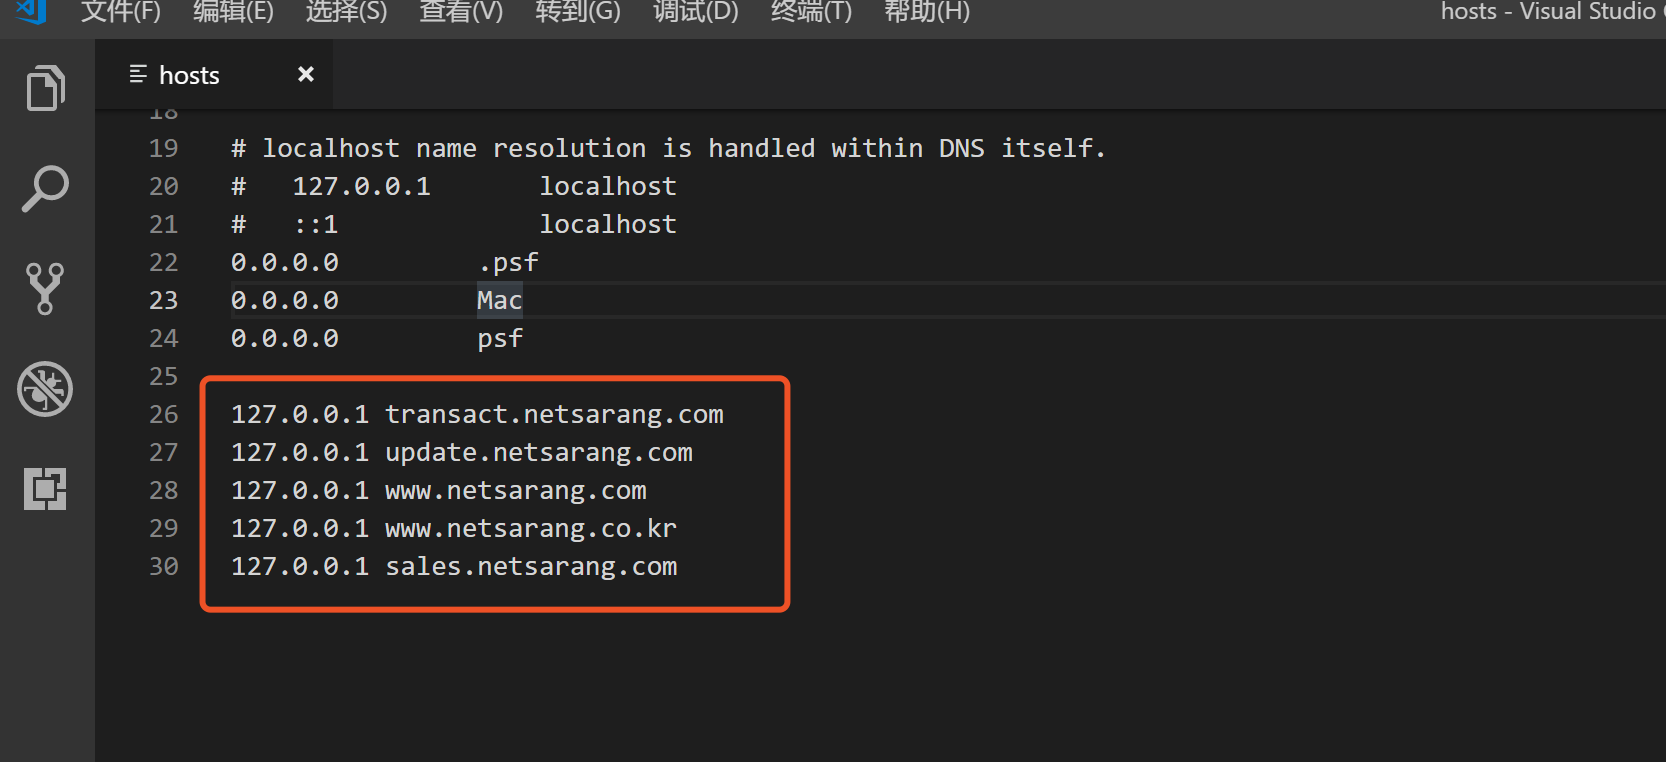 文件(F) 编辑(E) 选择(S) 查看(V) 转到(G) 调试(D) 终端(T) 帮助(H) hosts - Visual Studio
hosts
18
19 # localhost name resolution is handled within DNS itself.
20 #   127.0.0.1       localhost
21 #   ::1             localhost
22 0.0.0.0         .psf
23 0.0.0.0         Mac
24 0.0.0.0         psf
25
26 127.0.0.1 transact.netsarang.com
27 127.0.0.1 update.netsarang.com
28 127.0.0.1 www.netsarang.com
29 127.0.0.1 www.netsarang.co.kr
30 127.0.0.1 sales.netsarang.com